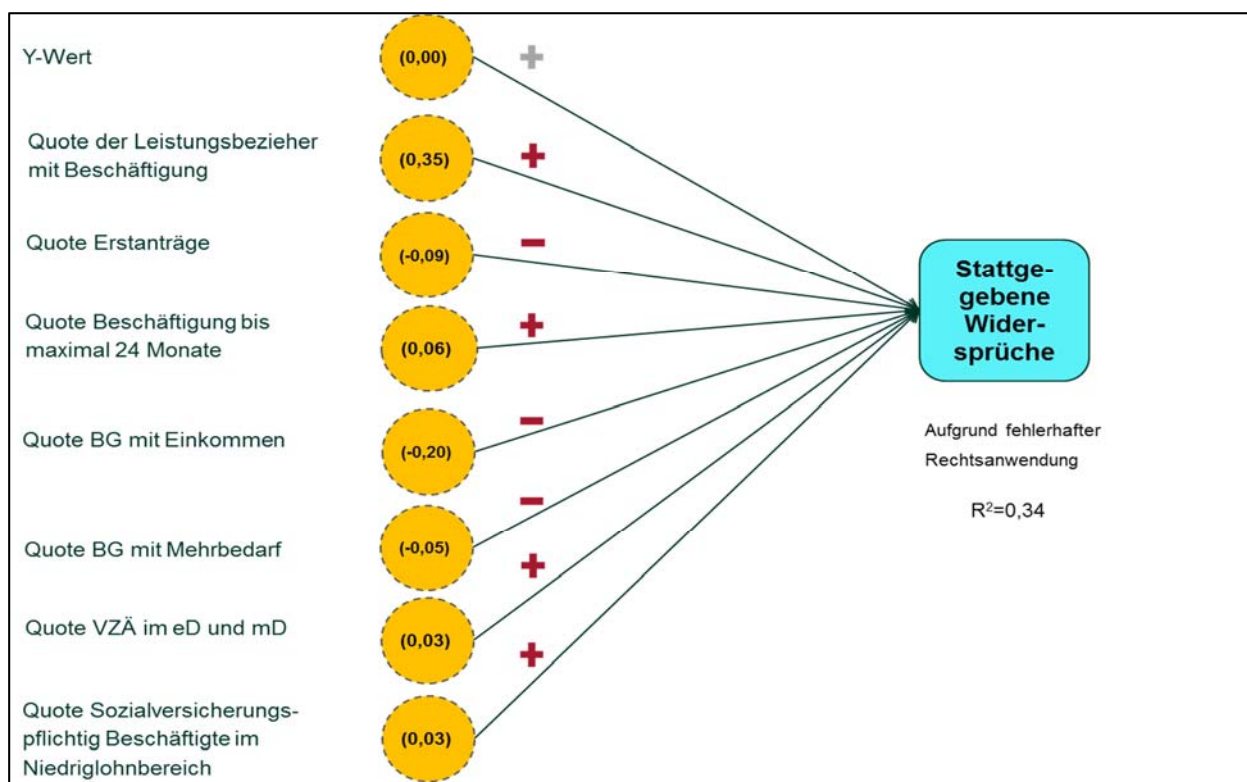 Y-Wert
(0,00)
+
Quote der Leistungsbezieher
mit Beschäftigung
(0,35)
+
Quote Erstanträge
(-0,09)
−
Quote Beschäftigung bis
maximal 24 Monate
(0,06)
+
Quote BG mit Einkommen
(-0,20)
−
Quote BG mit Mehrbedarf
(-0,05)
−
Quote VZÄ im eD und mD
(0,03)
+
Quote Sozialversicherungs-
pflichtig Beschäftigte im
Niedriglohnbereich
(0,03)
+
Stattge-
gebene
Wider-
sprüche
Aufgrund fehlerhafter
Rechtsanwendung
R²=0,34